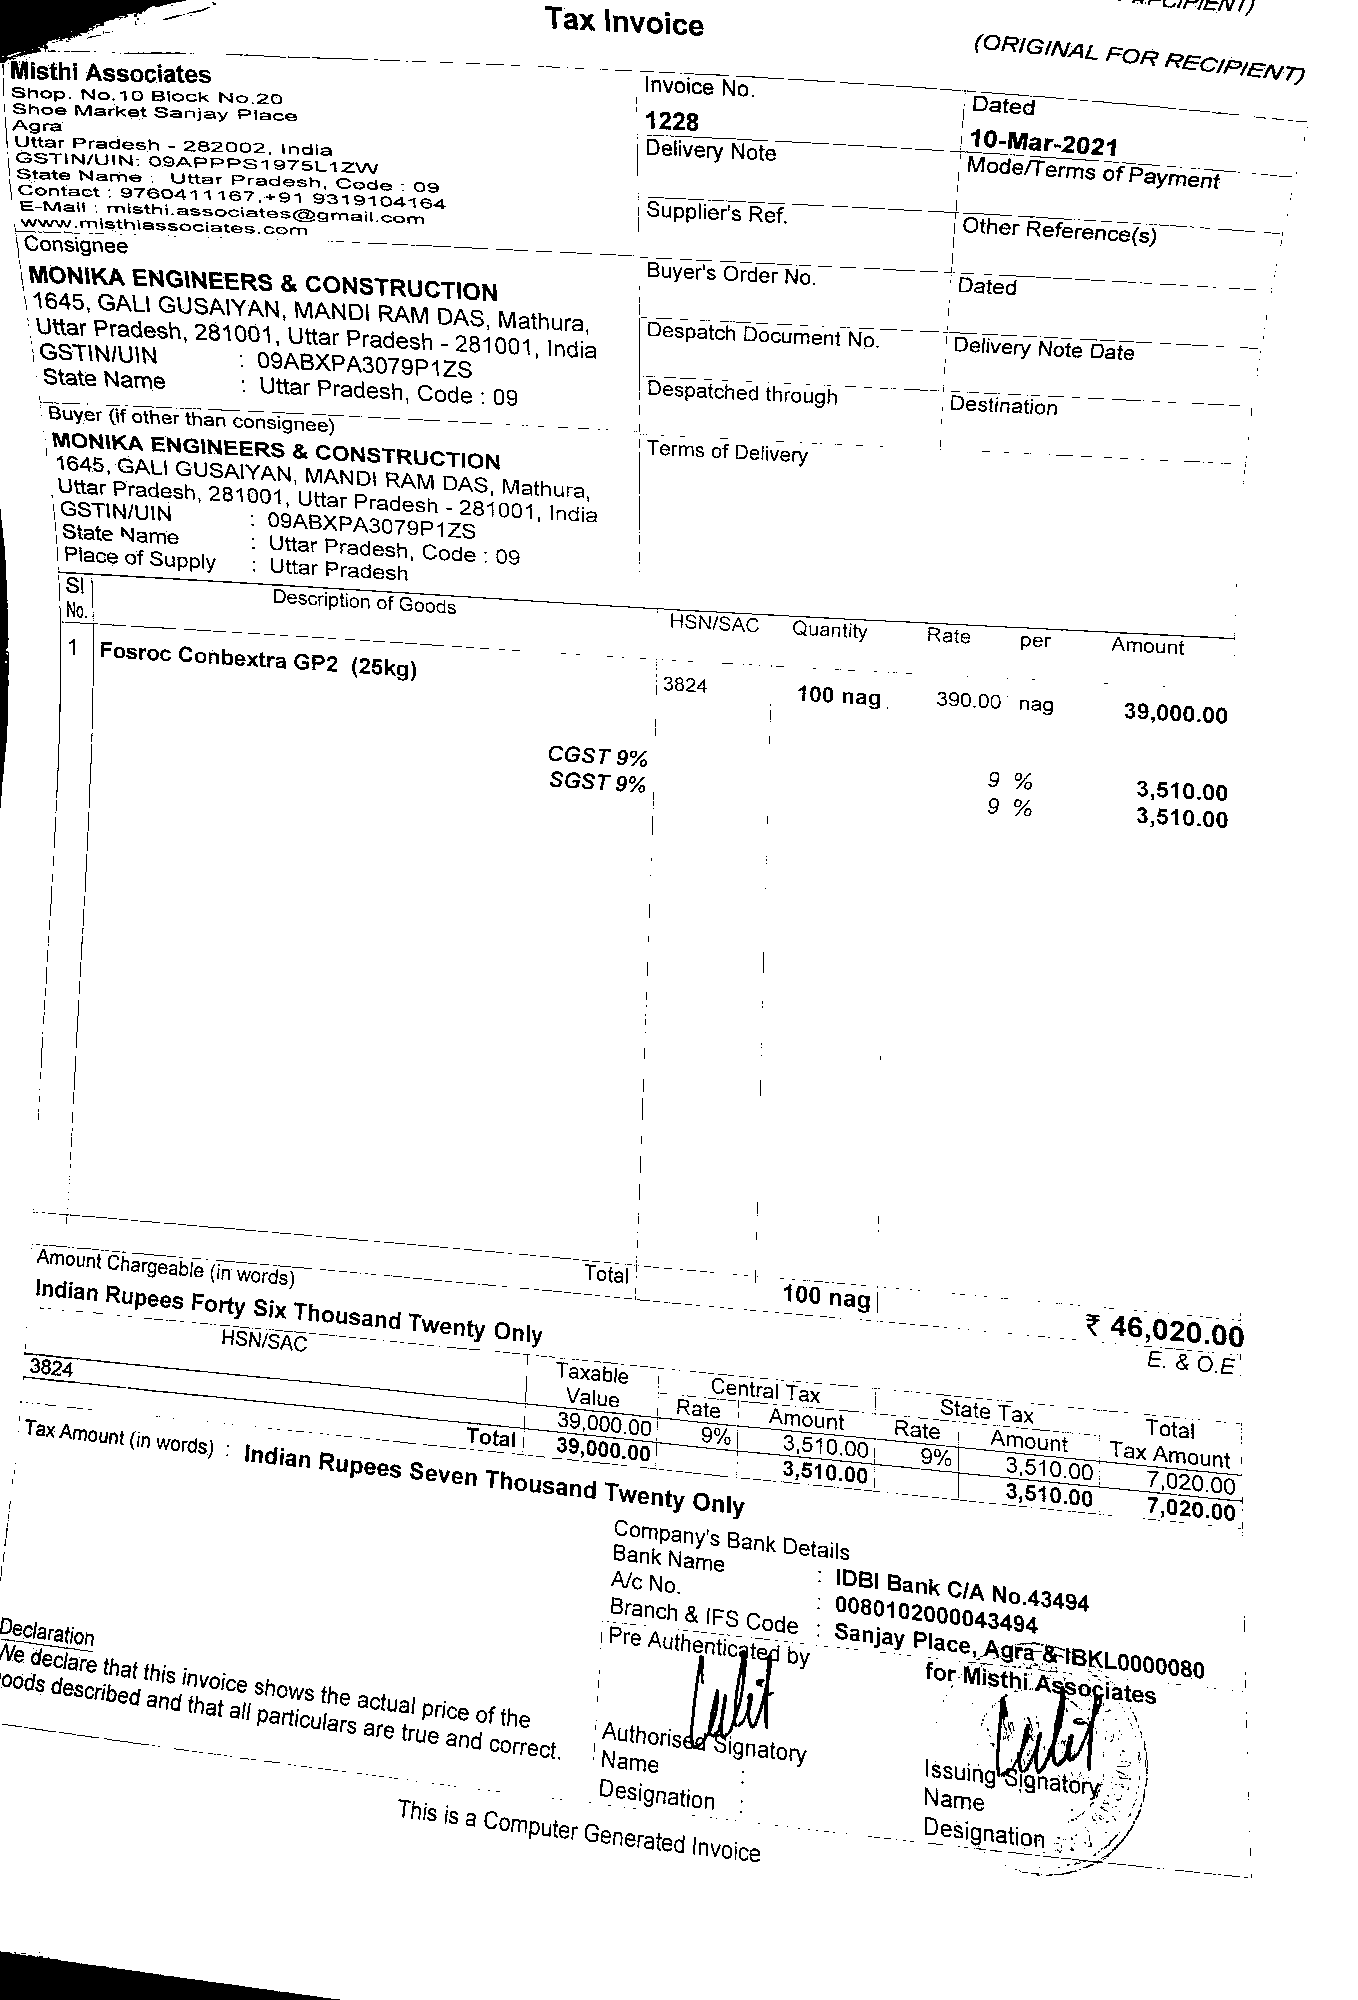 Tax Invoice
(ORIGINAL FOR RECIPIENT)
Misthi Associates
Shop. No.10 Block No.20
Shoe Market Sanjay Place
Agra
Uttar Pradesh - 282002, India
GSTIN/UIN: 09APPPS1975L1ZW
State Name : Uttar Pradesh, Code : 09
Contact : 9760411167,+91 9319104164
E-Mail : misthi.associates@gmail.com
www.misthiassociates.com
Invoice No.
1228
Dated
10-Mar-2021
Delivery Note
Mode/Terms of Payment
Supplier's Ref.
Other Reference(s)
Consignee
MONIKA ENGINEERS & CONSTRUCTION
1645, GALI GUSAIYAN, MANDI RAM DAS, Mathura,
Uttar Pradesh, 281001, Uttar Pradesh - 281001, India
GSTIN/UIN : 09ABXPA3079P1ZS
State Name : Uttar Pradesh, Code : 09
Buyer's Order No.
Dated
Despatch Document No.
Delivery Note Date
Despatched through
Destination
Buyer (if other than consignee)
MONIKA ENGINEERS & CONSTRUCTION
1645, GALI GUSAIYAN, MANDI RAM DAS, Mathura,
Uttar Pradesh, 281001, Uttar Pradesh - 281001, India
GSTIN/UIN : 09ABXPA3079P1ZS
State Name : Uttar Pradesh, Code : 09
Place of Supply : Uttar Pradesh
Terms of Delivery
Sl No. Description of Goods HSN/SAC Quantity Rate per Amount
1 Fosroc Conbextra GP2 (25kg) 3824 100 nag 390.00 nag 39,000.00
CGST 9% 9 % 3,510.00
SGST 9% 9 % 3,510.00
Total 100 nag ₹ 46,020.00
Amount Chargeable (in words)
E. & O.E
Indian Rupees Forty Six Thousand Twenty Only
HSN/SAC Taxable Value Central Tax State Tax Total Tax Amount
Rate Amount Rate Amount
3824 39,000.00 9% 3,510.00 9% 3,510.00 7,020.00
Total 39,000.00 3,510.00 3,510.00 7,020.00
Tax Amount (in words) : Indian Rupees Seven Thousand Twenty Only
Company's Bank Details
Bank Name : IDBI Bank C/A No.43494
A/c No. : 0080102000043494
Branch & IFS Code : Sanjay Place, Agra & IBKL0000080
Declaration
We declare that this invoice shows the actual price of the
oods described and that all particulars are true and correct.
Pre Authenticated by
Authorised Signatory
Name :
Designation :
for Misthi Associates
Issuing Signatory
Name
Designation :
This is a Computer Generated Invoice